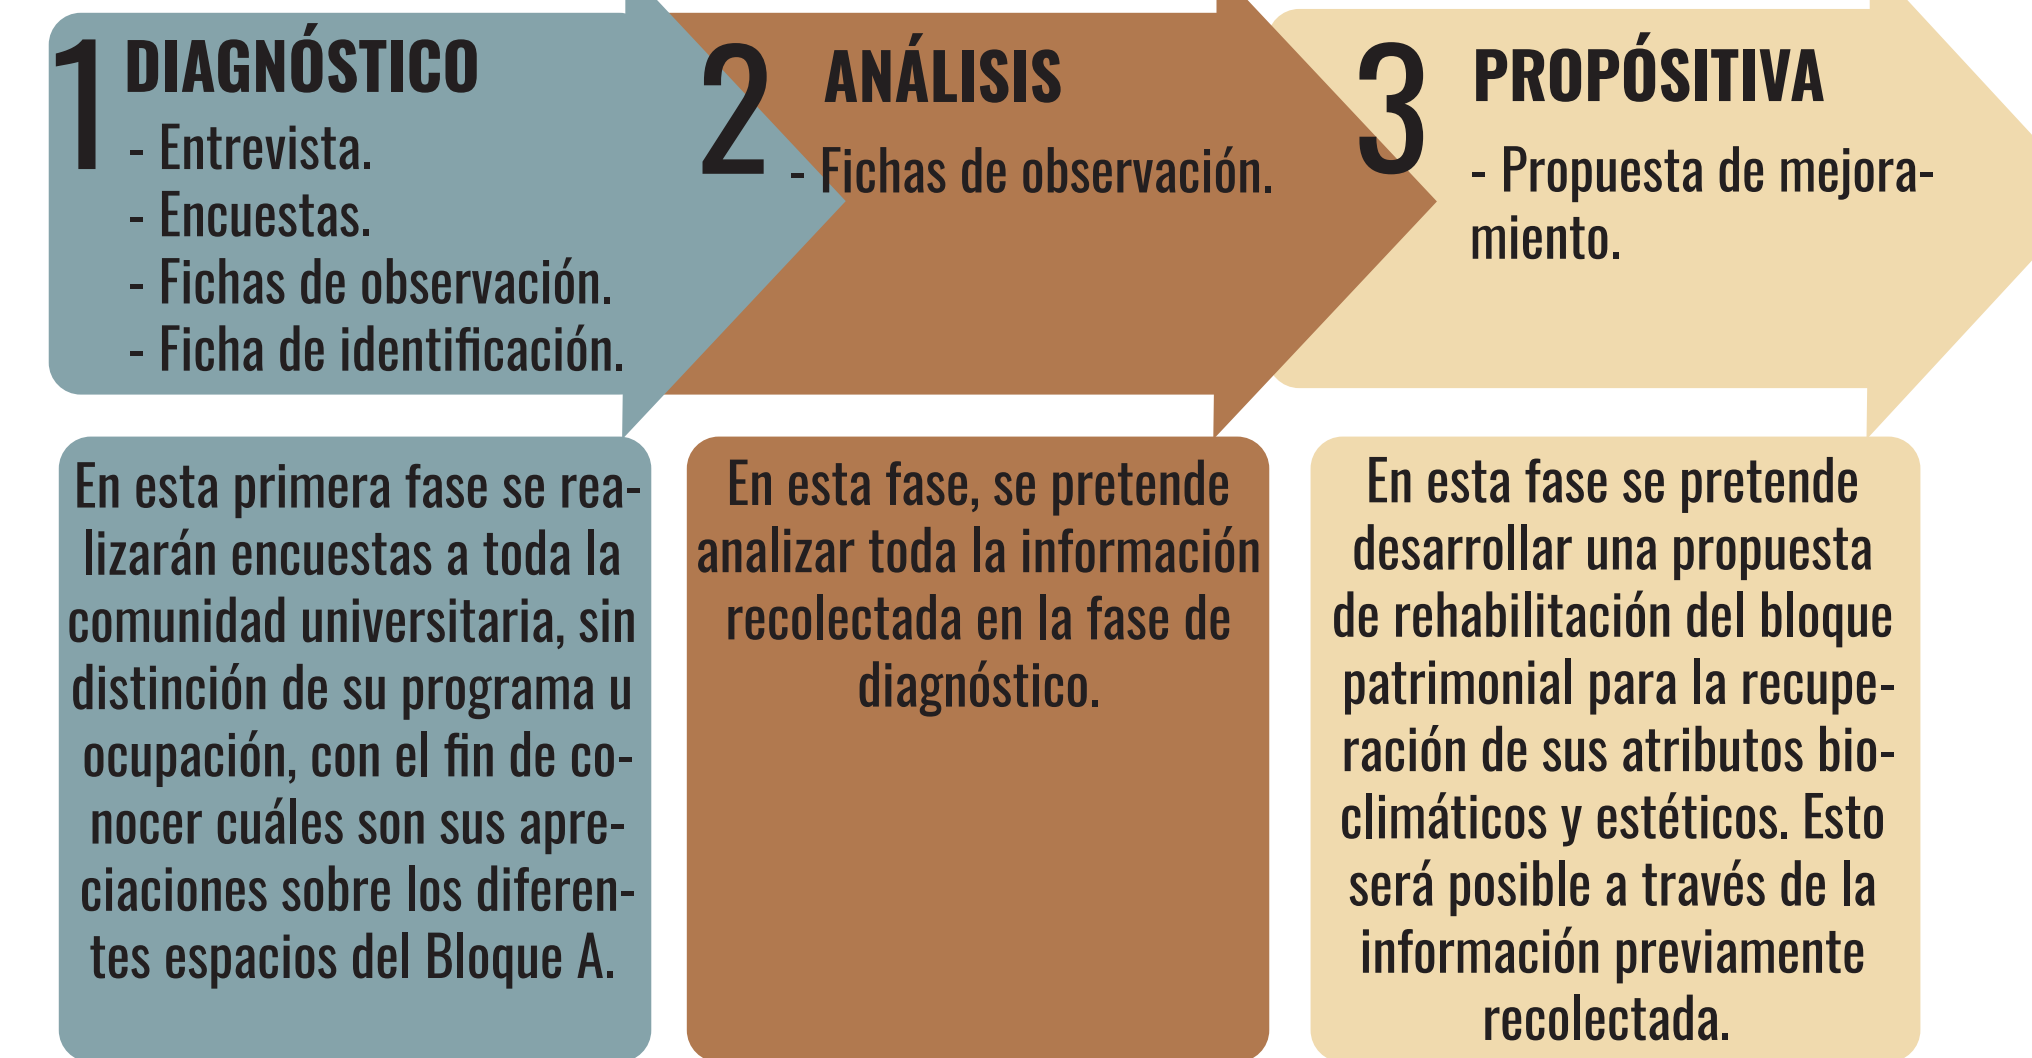 1 DIAGNÓSTICO
- Entrevista.
- Encuestas.
- Fichas de observación.
- Ficha de identificación.
En esta primera fase se rea-
lizarán encuestas a toda la
comunidad universitaria, sin
distinción de su programa u
ocupación, con el fin de co-
nocer cuáles son sus apre-
ciaciones sobre los diferen-
tes espacios del Bloque A.
2 ANÁLISIS
- Fichas de observación.
En esta fase, se pretende
analizar toda la información
recolectada en la fase de
diagnóstico.
3 PROPÓSITIVA
- Propuesta de mejora-
miento.
En esta fase se pretende
desarrollar una propuesta
de rehabilitación del bloque
patrimonial para la recupe-
ración de sus atributos bio-
climáticos y estéticos. Esto
será posible a través de la
información previamente
recolectada.